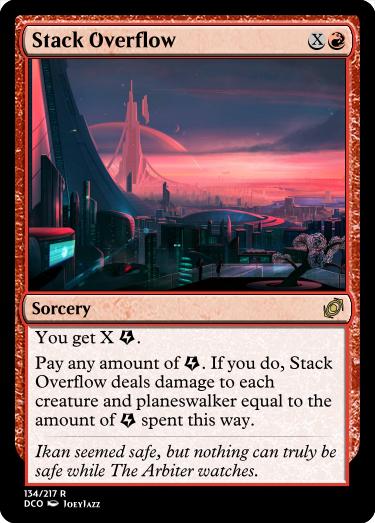 Stack Overflow X
Sorcery
You get X.
Pay any amount of. If you do, Stack
Overflow deals damage to each
creature and planeswalker equal to the
amount of spent this way.
Ikan seemed safe, but nothing can truly be
safe while The Arbiter watches.
134/217 R
DCO JOEYJAZZ